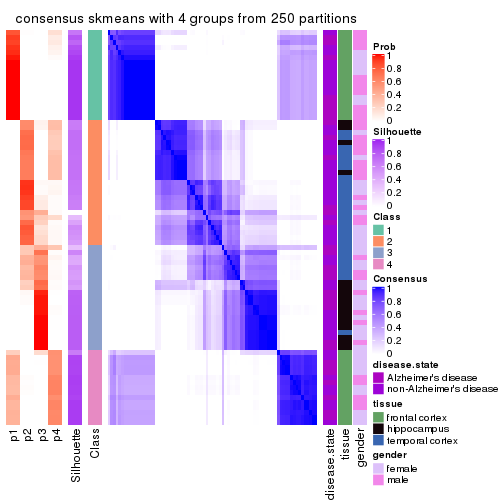 consensus skmeans with 4 groups from 250 partitions
Prob
1
0.8
0.6
0.4
0.2
0
Silhouette
1
0.8
0.6
0.4
0.2
0
Class
1
2
3
4
Consensus
1
0.8
0.6
0.4
0.2
0
disease.state
Alzheimer's disease
non-Alzheimer's disease
tissue
frontal cortex
hippocampus
temporal cortex
gender
female
male
p1
p2
p3
p4
Silhouette
Class
disease.state
tissue
gender